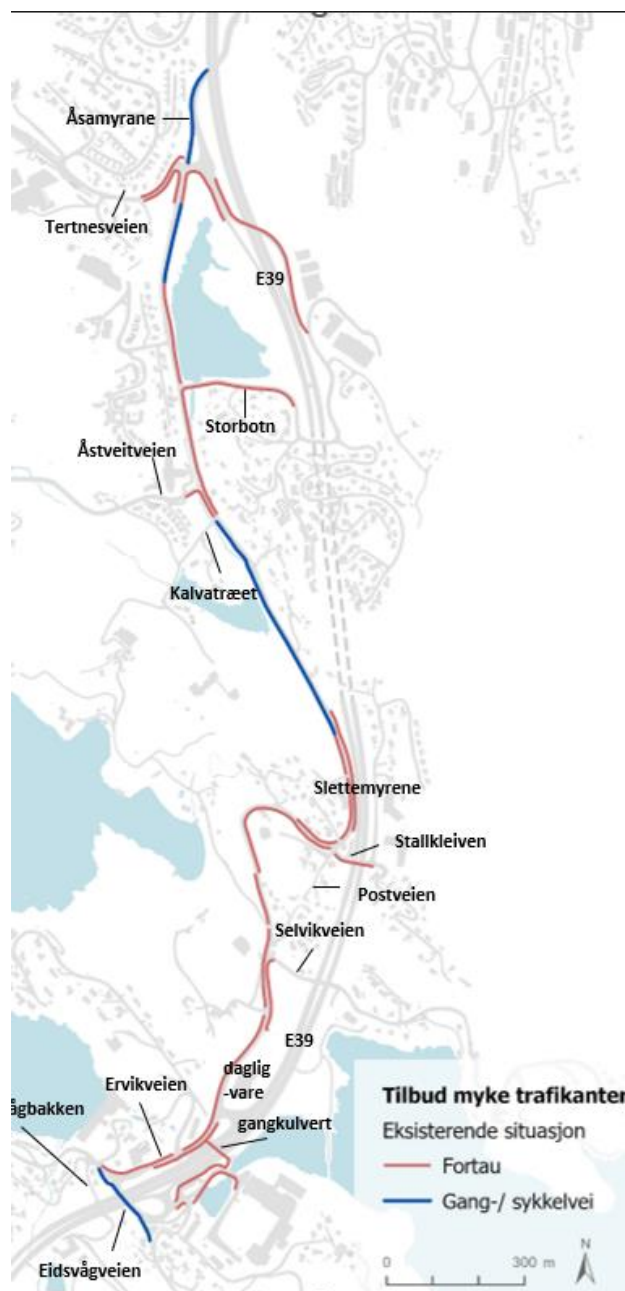 Åsamyrane
Tertnesveien
E39
Storbotn
Åstveitveien
Kalvatræet
Slettemyrene
Stallkleiven
Postveien
Selvikveien
E39
daglig
-vare
Ervikveien
gangkulvert
ågbakken
Eidsvågveien
Tilbud myke trafikanter
Eksisterende situasjon
Fortau
Gang-/ sykkelvei
0 300 m
N